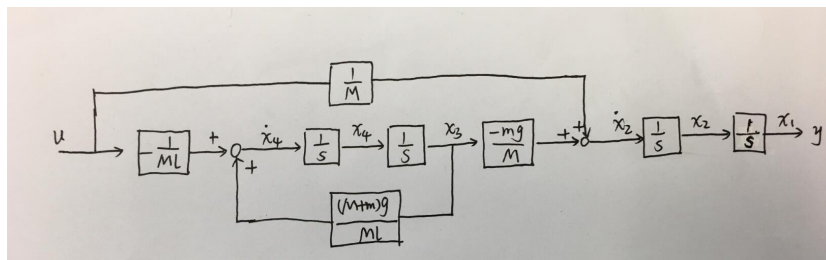 1/M
u
-1/Ml
+
+
ẋ₄
1/s
x₄
1/s
x₃
-mg/M
+
+
ẋ₂
1/s
x₂
1/s
x₁
y
(M+m)g/Ml